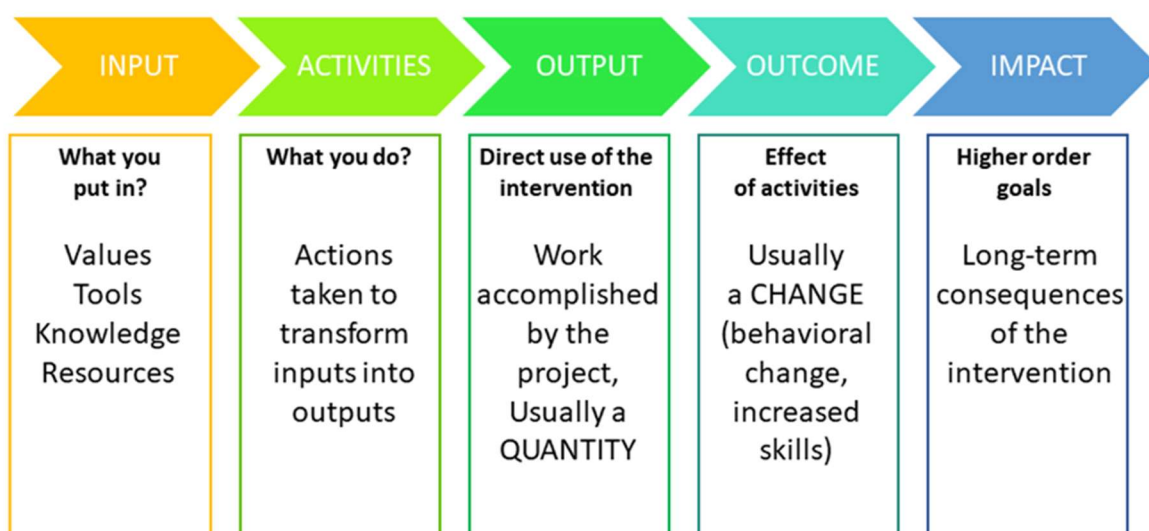 INPUT
ACTIVITIES
OUTPUT
OUTCOME
IMPACT
What you
put in?
Values
Tools
Knowledge
Resources
What you do?
Actions
taken to
transform
inputs into
outputs
Direct use of the
intervention
Work
accomplished
by the
project,
Usually a
QUANTITY
Effect
of activities
Usually
a CHANGE
(behavioral
change,
increased
skills)
Higher order
goals
Long-term
consequences
of the
intervention